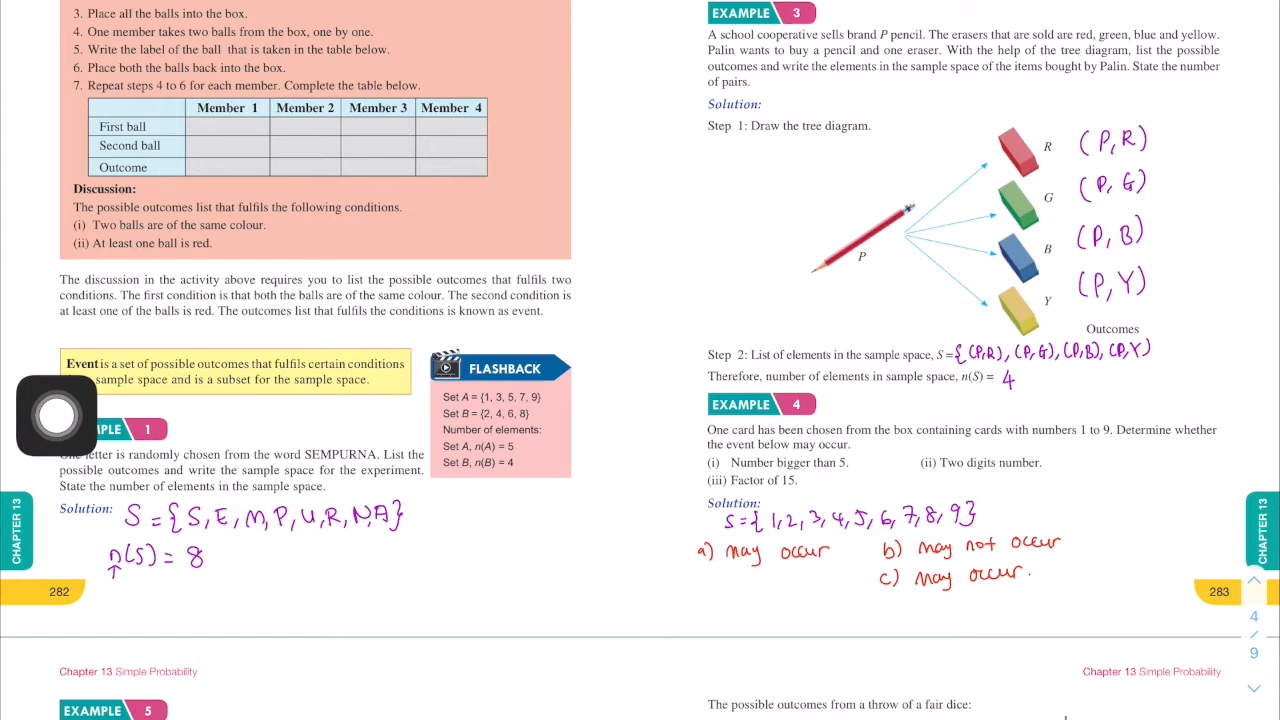 3. Place all the balls into the box.
4. One member takes two balls from the box, one by one.
5. Write the label of the ball that is taken in the table below.
6. Place both the balls back into the box.
7. Repeat steps 4 to 6 for each member. Complete the table below.
Member 1 Member 2 Member 3 Member 4
First ball
Second ball
Outcome
Discussion:
The possible outcomes list that fulfils the following conditions.
(i) Two balls are of the same colour.
(ii) At least one ball is red.
The discussion in the activity above requires you to list the possible outcomes that fulfils two
conditions. The first condition is that both the balls are of the same colour. The second condition is
at least one of the balls is red. The outcomes list that fulfils the conditions is known as event.
Event is a set of possible outcomes that fulfils certain conditions
sample space and is a subset for the sample space.
FLASHBACK
Set A = {1, 3, 5, 7, 9}
Set B = {2, 4, 6, 8}
Number of elements:
Set A, n(A) = 5
Set B, n(B) = 4
MPLE 1
One letter is randomly chosen from the word SEMPURNA. List the
possible outcomes and write the sample space for the experiment.
State the number of elements in the sample space.
Solution:
S = { S, E, M, P, U, R, N, A }
n(S) = 8
CHAPTER 13
282
EXAMPLE 3
A school cooperative sells brand P pencil. The erasers that are sold are red, green, blue and yellow.
Palin wants to buy a pencil and one eraser. With the help of the tree diagram, list the possible
outcomes and write the elements in the sample space of the items bought by Palin. State the number
of pairs.
Solution:
Step 1: Draw the tree diagram.
P
R (P, R)
G (P, G)
B (P, B)
Y (P, Y)
Outcomes
Step 2: List of elements in the sample space, S = { (P,R), (P,G), (P,B), (P,Y) }
Therefore, number of elements in sample space, n(S) = 4
EXAMPLE 4
One card has been chosen from the box containing cards with numbers 1 to 9. Determine whether
the event below may occur.
(i) Number bigger than 5. (ii) Two digits number.
(iii) Factor of 15.
Solution:
S = { 1, 2, 3, 4, 5, 6, 7, 8, 9 }
a) may occur b) may not occur
c) may occur.
CHAPTER 13
283
4
/
9
Chapter 13 Simple Probability
Chapter 13 Simple Probability
EXAMPLE 5
The possible outcomes from a throw of a fair dice: